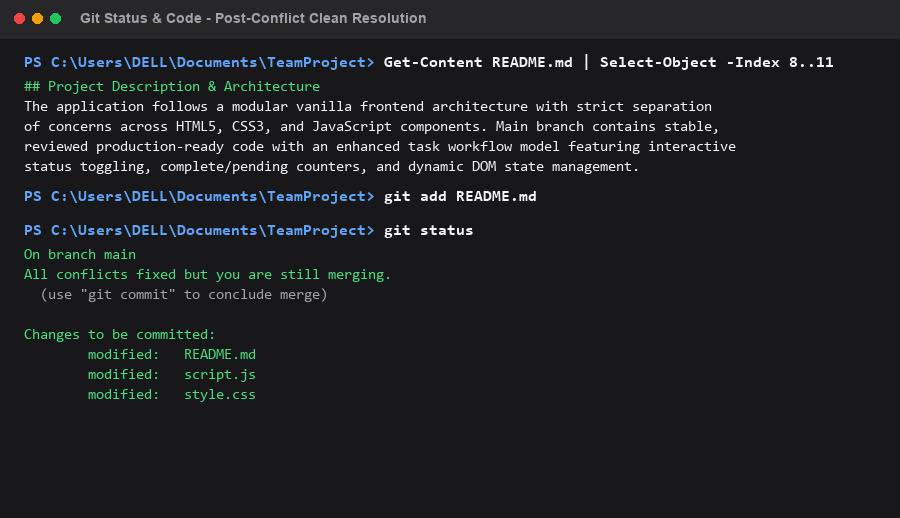 Git Status & Code - Post-Conflict Clean Resolution
PS C:\Users\DELL\Documents\TeamProject> Get-Content README.md | Select-Object -Index 8..11
## Project Description & Architecture
The application follows a modular vanilla frontend architecture with strict separation
of concerns across HTML5, CSS3, and JavaScript components. Main branch contains stable,
reviewed production-ready code with an enhanced task workflow model featuring interactive
status toggling, complete/pending counters, and dynamic DOM state management.
PS C:\Users\DELL\Documents\TeamProject> git add README.md
PS C:\Users\DELL\Documents\TeamProject> git status
On branch main
All conflicts fixed but you are still merging.
  (use "git commit" to conclude merge)
Changes to be committed:
        modified:   README.md
        modified:   script.js
        modified:   style.css